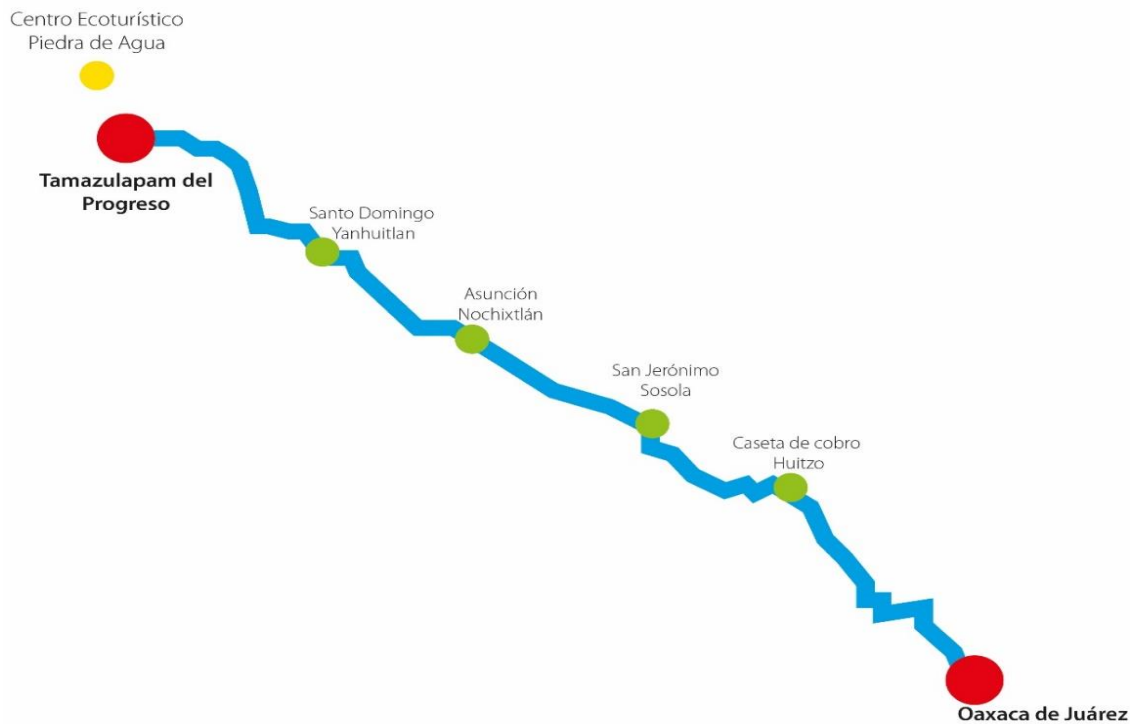 Centro Ecoturístico
Piedra de Agua
Tamazulapam del
Progreso
Santo Domingo
Yanhuitlan
Asunción
Nochixtlán
San Jerónimo
Sosola
Caseta de cobro
Huitzo
Oaxaca de Juárez